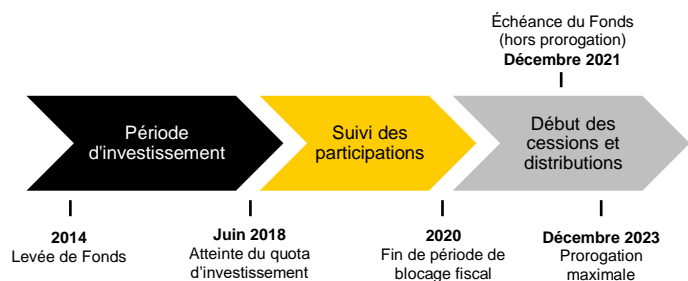 Échéance du Fonds
(hors prorogation)
Décembre 2021
Période
d'investissement
Suivi des
participations
Début des
cessions et
distributions
2014
Levée de Fonds
Juin 2018
Atteinte du quota
d’investissement
2020
Fin de période de
blocage fiscal
Décembre 2023
Prorogation
maximale